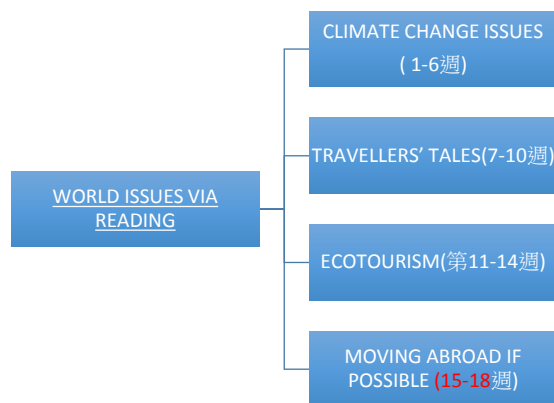 WORLD ISSUES VIA
READING
CLIMATE CHANGE ISSUES
( 1-6週)
TRAVELLERS’ TALES(7-10週)
ECOTOURISM(第11-14週)
MOVING ABROAD IF
POSSIBLE (15-18週)